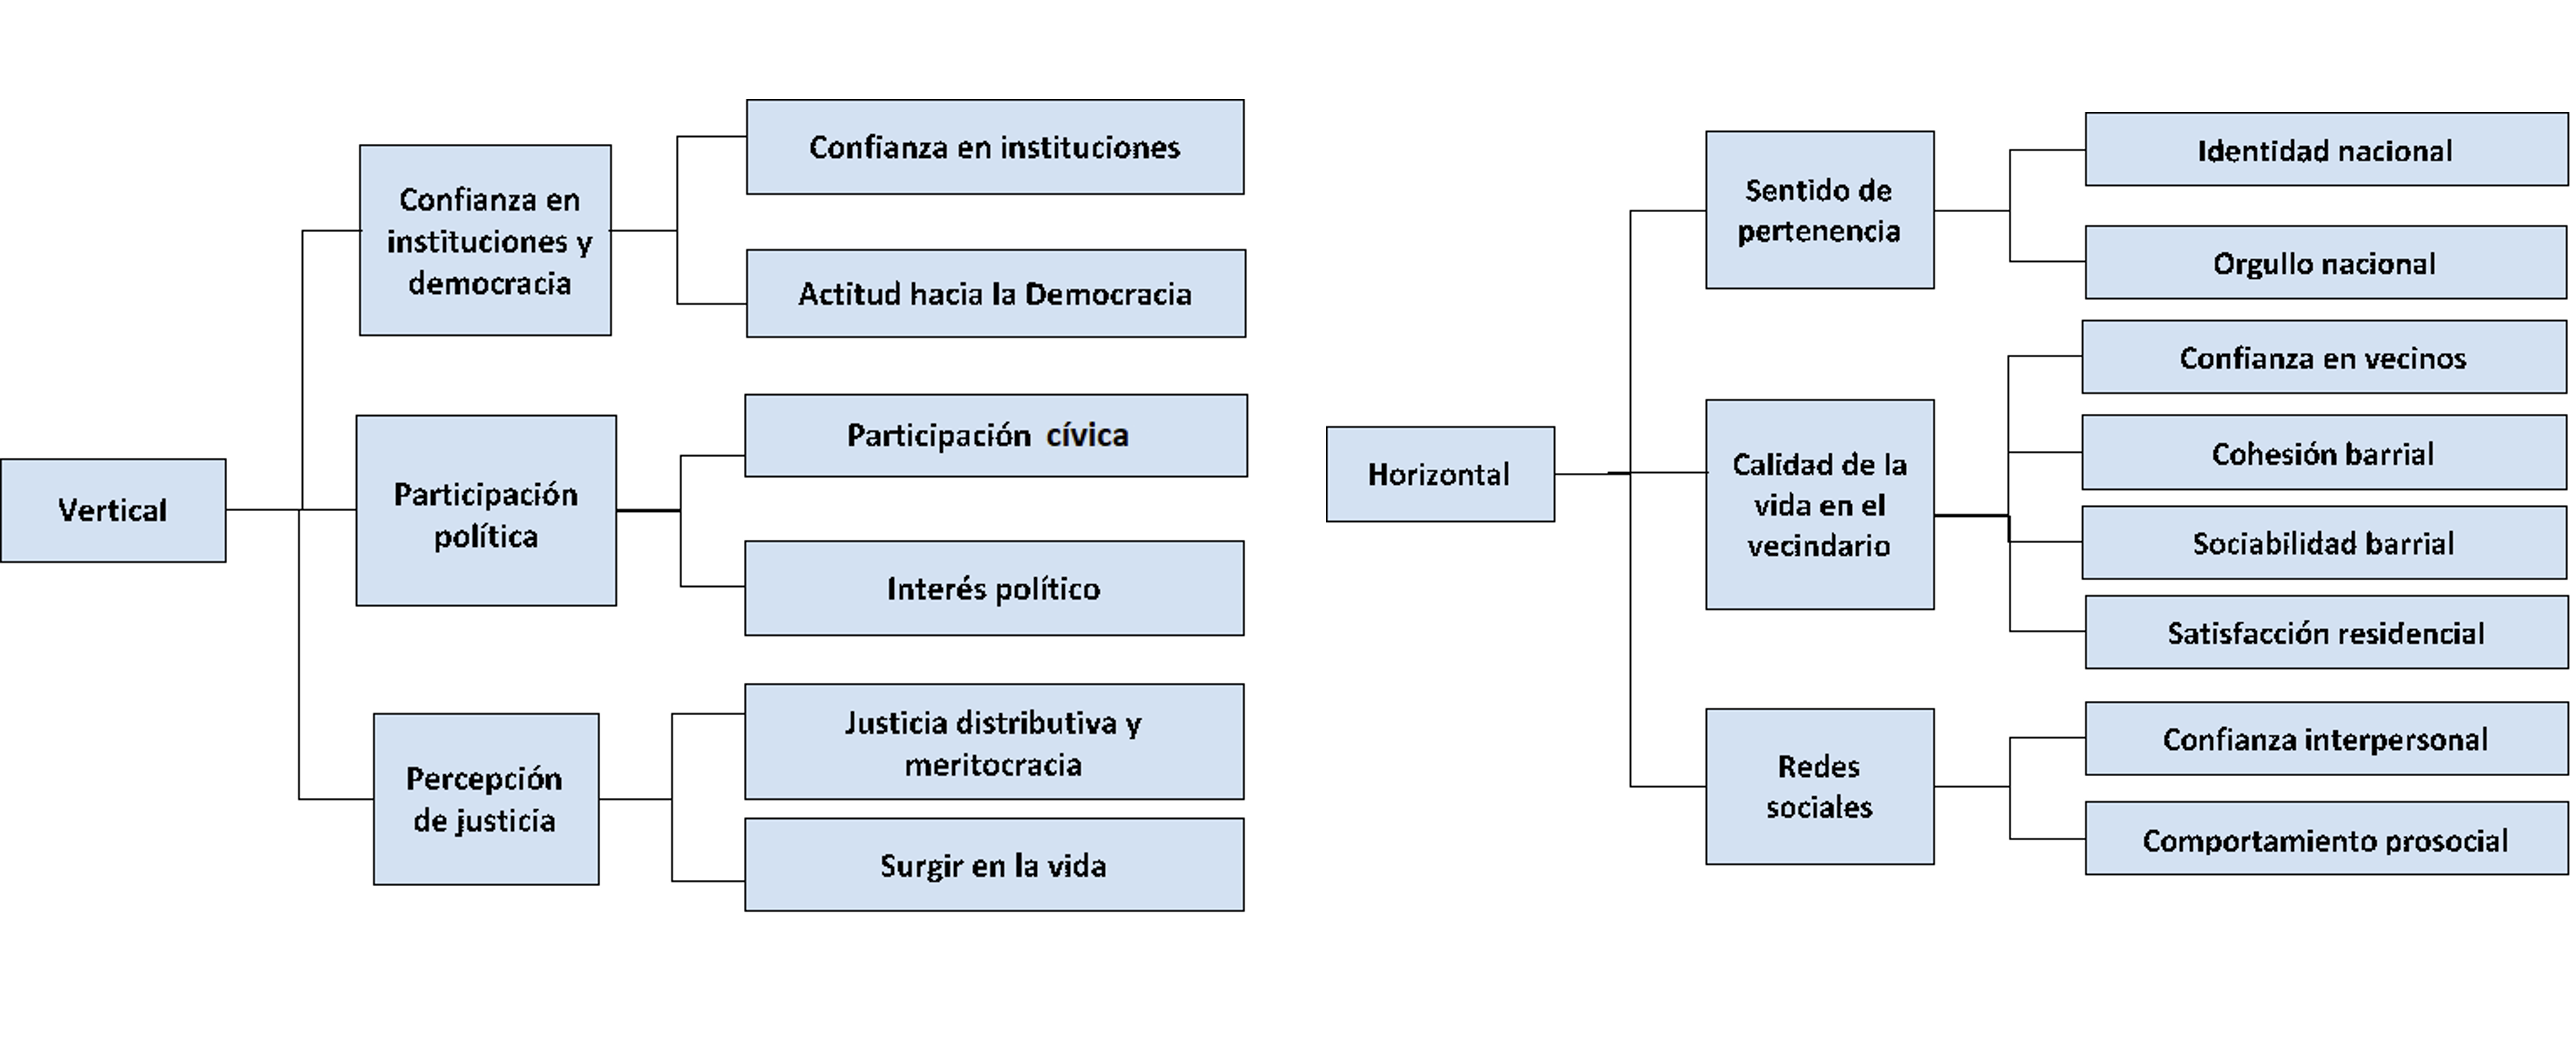 Vertical
Confianza en
instituciones y
democracia
Confianza en instituciones
Actitud hacia la Democracia
Participación
política
Participación cívica
Interés político
Percepción
de justicia
Justicia distributiva y
meritocracia
Surgir en la vida
Horizontal
Sentido de
pertenencia
Identidad nacional
Orgullo nacional
Calidad de la
vida en el
vecindario
Confianza en vecinos
Cohesión barrial
Sociabilidad barrial
Satisfacción residencial
Redes
sociales
Confianza interpersonal
Comportamiento prosocial